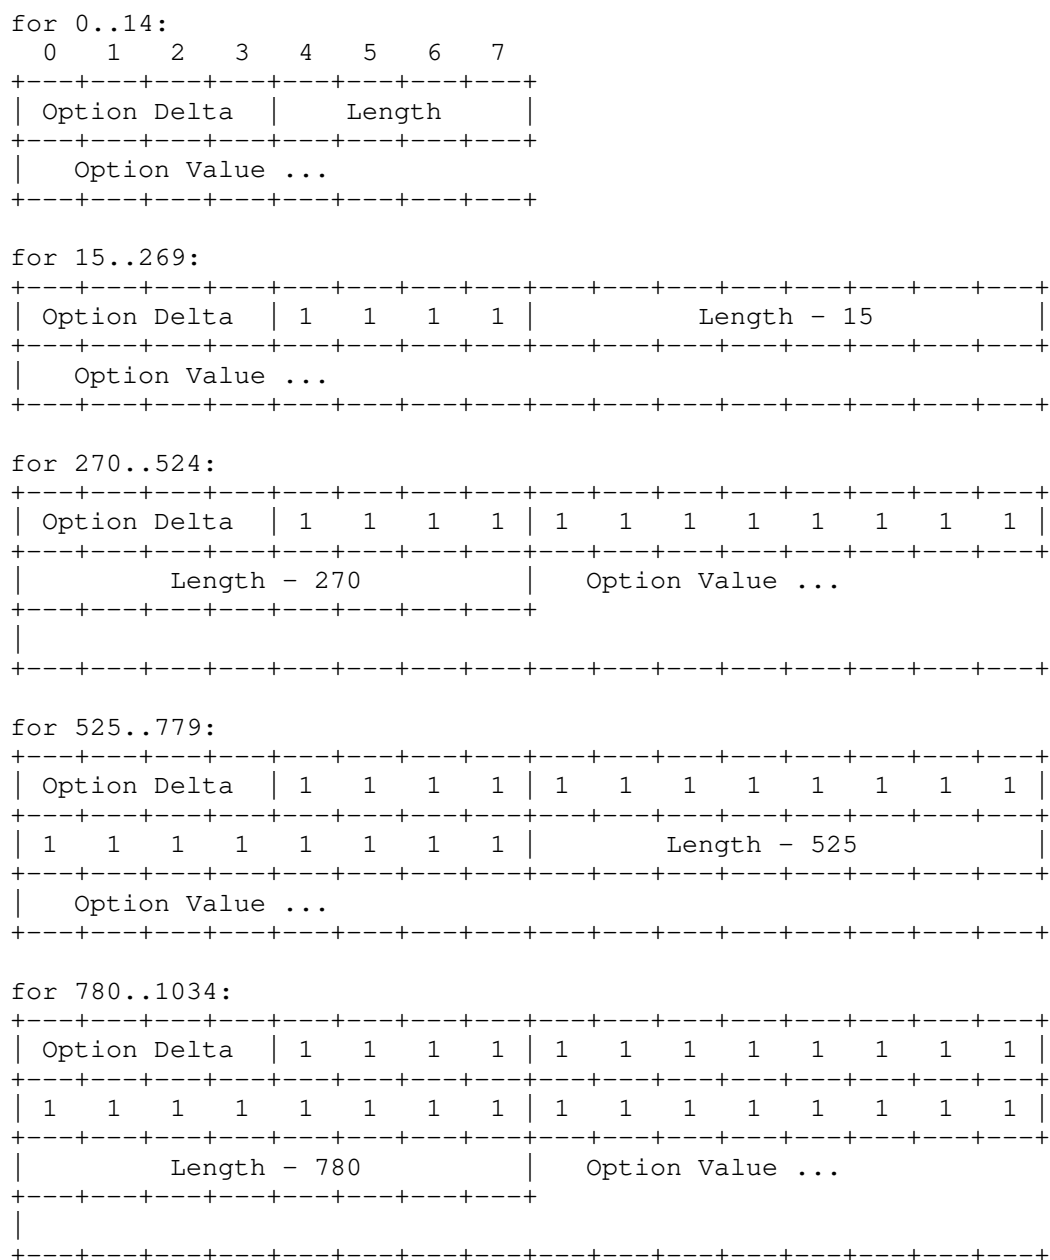 for 0..14:
  0   1   2   3   4   5   6   7
+---+---+---+---+---+---+---+---+
| Option Delta  |    Length     |
+---+---+---+---+---+---+---+---+
|   Option Value ...
+---+---+---+---+---+---+---+---+

for 15..269:
+---+---+---+---+---+---+---+---+---+---+---+---+---+---+---+---+
| Option Delta  | 1   1   1   1 |          Length - 15          |
+---+---+---+---+---+---+---+---+---+---+---+---+---+---+---+---+
|   Option Value ...
+---+---+---+---+---+---+---+---+---+---+---+---+---+---+---+---+

for 270..524:
+---+---+---+---+---+---+---+---+---+---+---+---+---+---+---+---+
| Option Delta  | 1   1   1   1 | 1   1   1   1   1   1   1   1 |
+---+---+---+---+---+---+---+---+---+---+---+---+---+---+---+---+
|         Length - 270          |   Option Value ...
+---+---+---+---+---+---+---+---+
|
+---+---+---+---+---+---+---+---+---+---+---+---+---+---+---+---+

for 525..779:
+---+---+---+---+---+---+---+---+---+---+---+---+---+---+---+---+
| Option Delta  | 1   1   1   1 | 1   1   1   1   1   1   1   1 |
+---+---+---+---+---+---+---+---+---+---+---+---+---+---+---+---+
| 1   1   1   1   1   1   1   1 |        Length - 525           |
+---+---+---+---+---+---+---+---+---+---+---+---+---+---+---+---+
|   Option Value ...
+---+---+---+---+---+---+---+---+---+---+---+---+---+---+---+---+

for 780..1034:
+---+---+---+---+---+---+---+---+---+---+---+---+---+---+---+---+
| Option Delta  | 1   1   1   1 | 1   1   1   1   1   1   1   1 |
+---+---+---+---+---+---+---+---+---+---+---+---+---+---+---+---+
| 1   1   1   1   1   1   1   1 | 1   1   1   1   1   1   1   1 |
+---+---+---+---+---+---+---+---+---+---+---+---+---+---+---+---+
|         Length - 780          |   Option Value ...
+---+---+---+---+---+---+---+---+
|
+---+---+---+---+---+---+---+---+---+---+---+---+---+---+---+---+